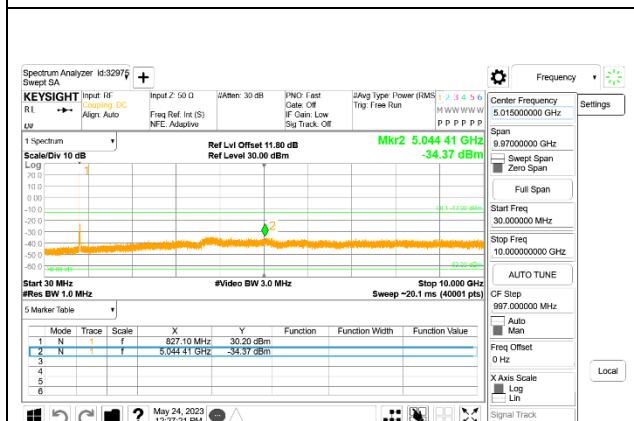 Spectrum Analyzer Id:32975
Swept SA
Frequency
KEYSIGHT Input: RF Input Z: 50 Ω #Atten: 30 dB PNO: Fast #Avg Type: Power (RMS 1 2 3 4 5 6
RL Coupling: DC Gate: Off Trig: Free Run M W W W W W
Align: Auto Freq Ref: Int (S) IF Gain: Low
NFE: Adaptive Sig Track: Off P P P P P P
1 Spectrum Ref Lvl Offset 11.80 dB Mkr2 5.044 41 GHz
Scale/Div 10 dB Ref Level 30.00 dBm -34.37 dBm
Log
20.0
10.0
0.00
-10.0
-20.0
-30.0
-40.0
-50.0
-60.0
1
2
Start 30 MHz #Video BW 3.0 MHz Stop 10.000 GHz
#Res BW 1.0 MHz Sweep ~20.1 ms (40001 pts)
5 Marker Table
Mode Trace Scale X Y Function Function Width Function Value
1 N 1 f 827.10 MHz 30.20 dBm
2 N 1 f 5.044 41 GHz -34.37 dBm
3
4
5
6
May 24, 2023
Center Frequency
5.015000000 GHz
Settings
Span
9.97000000 GHz
Swept Span
Zero Span
Full Span
Start Freq
30.000000 MHz
Stop Freq
10.000000000 GHz
AUTO TUNE
CF Step
997.000000 MHz
Auto
Man
Freq Offset
0 Hz
X Axis Scale
Log
Lin
Local
Signal Track